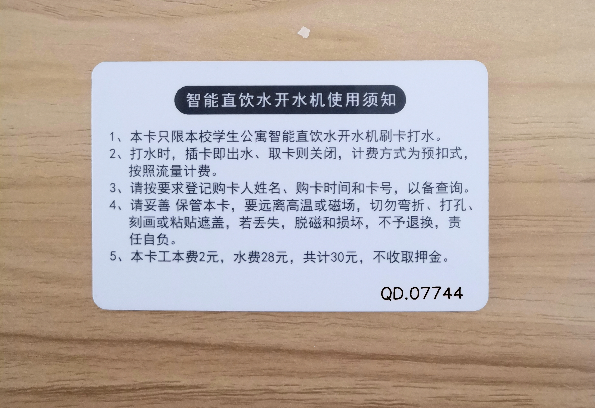 智能直饮水开水机使用须知
1、本卡只限本校学生公寓智能直饮水开水机刷卡打水。
2、打水时，插卡即出水、取卡则关闭，计费方式为预扣式，
按照流量计费。
3、请按要求登记购卡人姓名、购卡时间和卡号，以备查询。
4、请妥善 保管本卡，要远离高温或磁场，切勿弯折、打孔、
刻画或粘贴遮盖，若丢失，脱磁和损坏，不予退换，责
任自负。
5、本卡工本费2元，水费28元，共计30元，不收取押金。
QD.07744